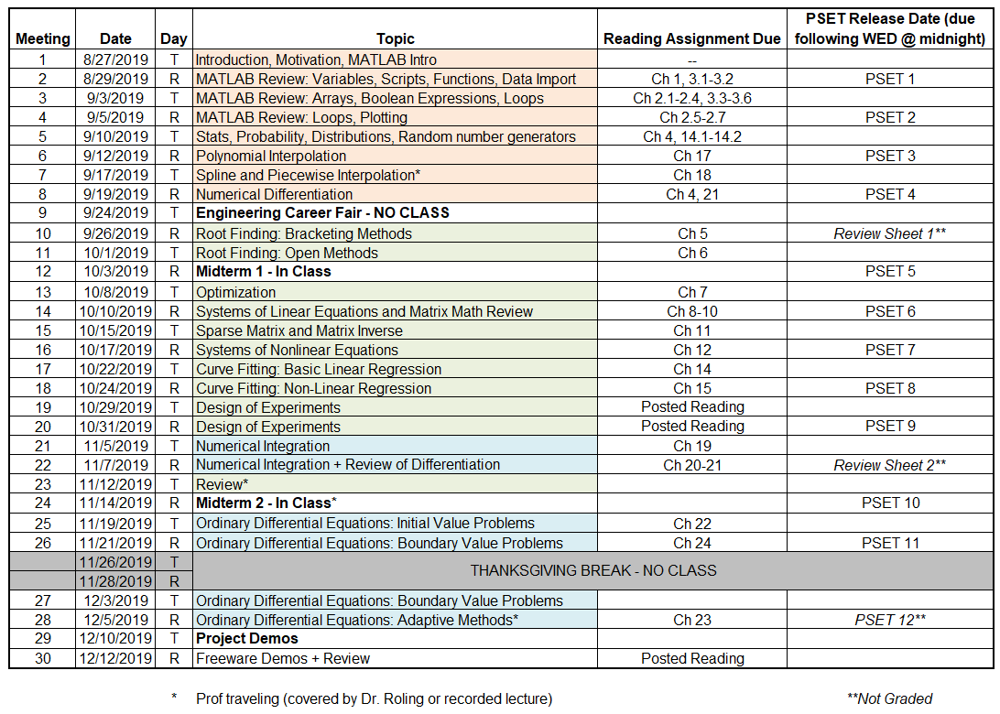 PSET Release Date (due
Meeting Date Day Topic Reading Assignment Due following WED @ midnight)
1 8/27/2019 T Introduction, Motivation, MATLAB Intro --
2 8/29/2019 R MATLAB Review: Variables, Scripts, Functions, Data Import Ch 1, 3.1-3.2 PSET 1
3 9/3/2019 T MATLAB Review: Arrays, Boolean Expressions, Loops Ch 2.1-2.4, 3.3-3.6
4 9/5/2019 R MATLAB Review: Loops, Plotting Ch 2.5-2.7 PSET 2
5 9/10/2019 T Stats, Probability, Distributions, Random number generators Ch 4, 14.1-14.2
6 9/12/2019 R Polynomial Interpolation Ch 17 PSET 3
7 9/17/2019 T Spline and Piecewise Interpolation* Ch 18
8 9/19/2019 R Numerical Differentiation Ch 4, 21 PSET 4
9 9/24/2019 T Engineering Career Fair - NO CLASS
10 9/26/2019 R Root Finding: Bracketing Methods Ch 5 Review Sheet 1**
11 10/1/2019 T Root Finding: Open Methods Ch 6
12 10/3/2019 R Midterm 1 - In Class PSET 5
13 10/8/2019 T Optimization Ch 7
14 10/10/2019 R Systems of Linear Equations and Matrix Math Review Ch 8-10 PSET 6
15 10/15/2019 T Sparse Matrix and Matrix Inverse Ch 11
16 10/17/2019 R Systems of Nonlinear Equations Ch 12 PSET 7
17 10/22/2019 T Curve Fitting: Basic Linear Regression Ch 14
18 10/24/2019 R Curve Fitting: Non-Linear Regression Ch 15 PSET 8
19 10/29/2019 T Design of Experiments Posted Reading
20 10/31/2019 R Design of Experiments Posted Reading PSET 9
21 11/5/2019 T Numerical Integration Ch 19
22 11/7/2019 R Numerical Integration + Review of Differentiation Ch 20-21 Review Sheet 2**
23 11/12/2019 T Review*
24 11/14/2019 R Midterm 2 - In Class* PSET 10
25 11/19/2019 T Ordinary Differential Equations: Initial Value Problems Ch 22
26 11/21/2019 R Ordinary Differential Equations: Boundary Value Problems Ch 24 PSET 11
11/26/2019 T
THANKSGIVING BREAK - NO CLASS
11/28/2019 R
27 12/3/2019 T Ordinary Differential Equations: Boundary Value Problems
28 12/5/2019 R Ordinary Differential Equations: Adaptive Methods* Ch 23 PSET 12**
29 12/10/2019 T Project Demos
30 12/12/2019 R Freeware Demos + Review Posted Reading
* Prof traveling (covered by Dr. Roling or recorded lecture) **Not Graded